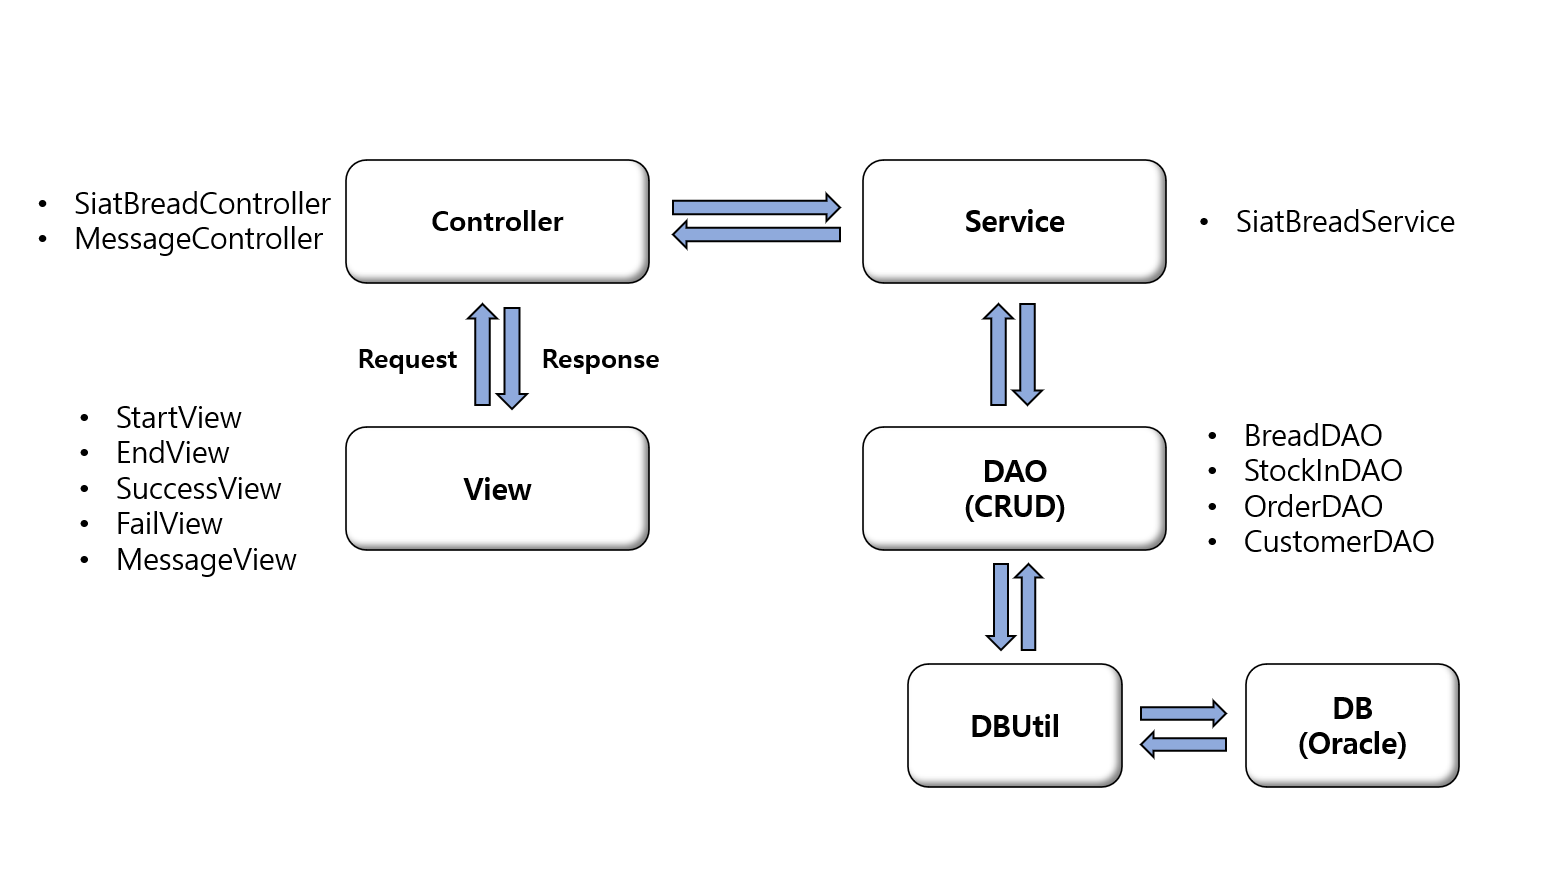 • SiatBreadController
• MessageController
Controller
Service
• SiatBreadService
Request
Response
• StartView
• EndView
• SuccessView
• FailView
• MessageView
View
DAO
(CRUD)
• BreadDAO
• StockInDAO
• OrderDAO
• CustomerDAO
DBUtil
DB
(Oracle)